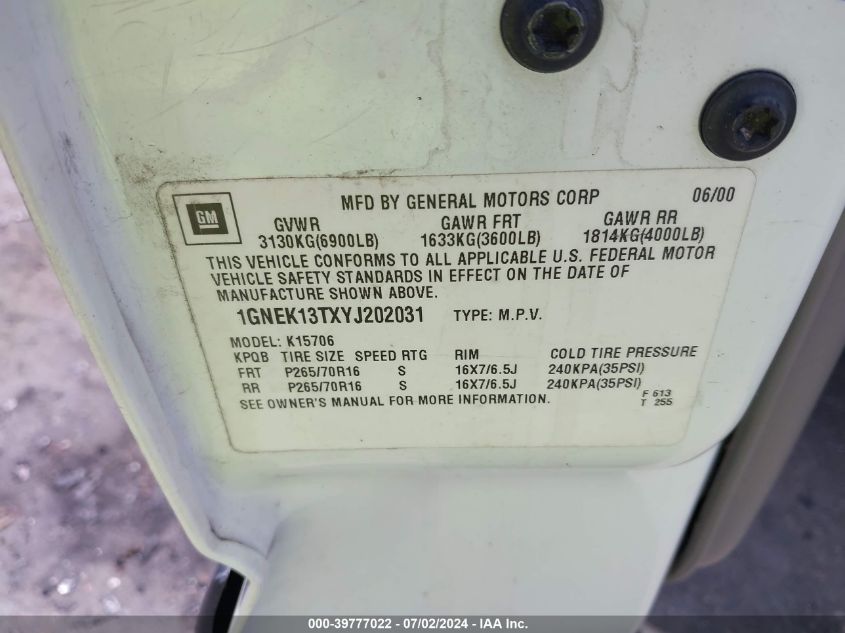 GM
MFD BY GENERAL MOTORS CORP 06/00
GVWR GAWR FRT GAWR RR
3130KG(6900LB) 1633KG(3600LB) 1814KG(4000LB)
THIS VEHICLE CONFORMS TO ALL APPLICABLE U.S. FEDERAL MOTOR
VEHICLE SAFETY STANDARDS IN EFFECT ON THE DATE OF
MANUFACTURE SHOWN ABOVE.
1GNEK13TXYJ202031 TYPE: M.P.V.
MODEL: K15706
KPQB TIRE SIZE SPEED RTG RIM COLD TIRE PRESSURE
FRT P265/70R16 S 16X7/6.5J 240KPA(35PSI)
RR P265/70R16 S 16X7/6.5J 240KPA(35PSI)
SEE OWNER'S MANUAL FOR MORE INFORMATION. F 613
T 255
000-39777022 - 07/02/2024 - IAA Inc.